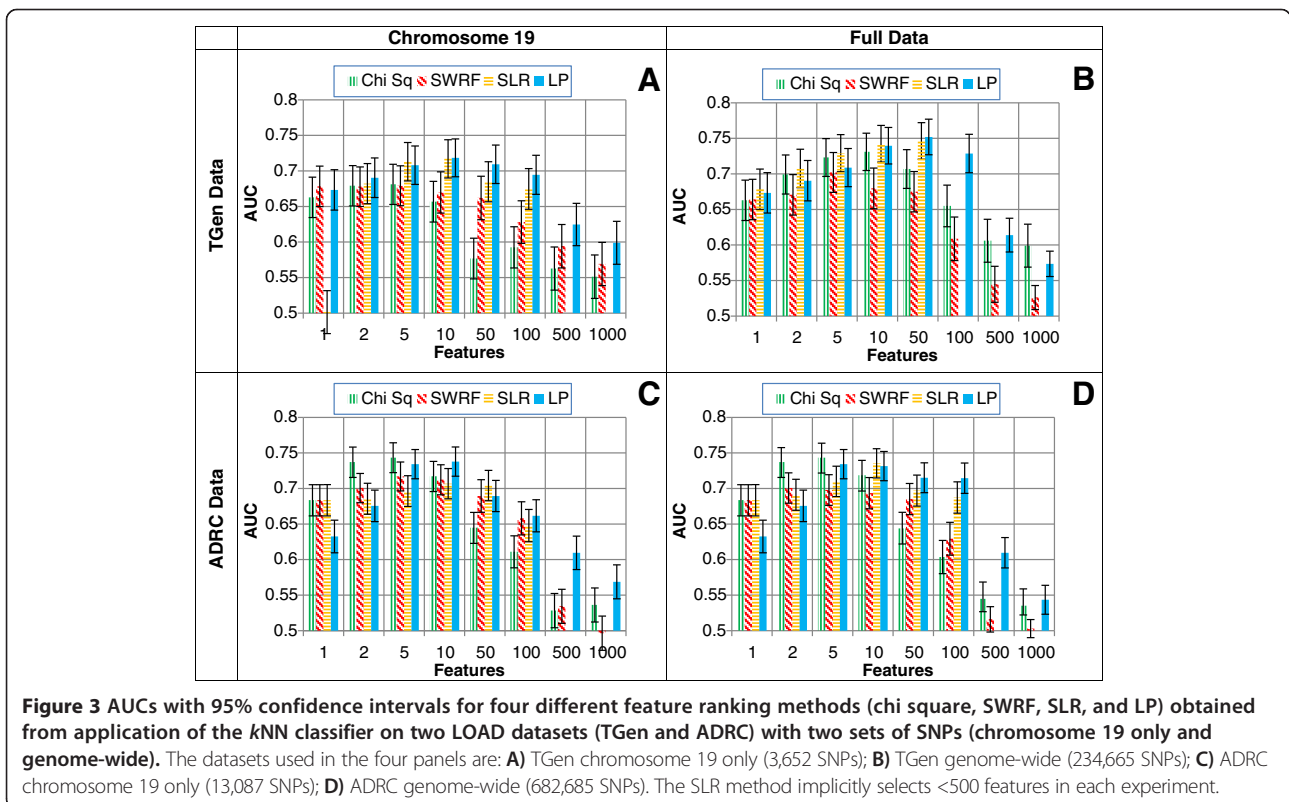 Chromosome 19
Full Data
TGen Data
Chi Sq SWRF SLR LP
A
0.8
0.75
0.7
0.65
0.6
0.55
0.5
AUC
1 2 5 10 50 100 500 1000
Features
Chi Sq SWRF SLR LP
B
0.8
0.75
0.7
0.65
0.6
0.55
0.5
AUC
1 2 5 10 50 100 500 1000
Features
ADRC Data
Chi Sq SWRF SLR LP
C
0.8
0.75
0.7
0.65
0.6
0.55
0.5
AUC
1 2 5 10 50 100 500 1000
Features
Chi Sq SWRF SLR LP
D
0.8
0.75
0.7
0.65
0.6
0.55
0.5
AUC
1 2 5 10 50 100 500 1000
Features
Figure 3 AUCs with 95% confidence intervals for four different feature ranking methods (chi square, SWRF, SLR, and LP) obtained
from application of the kNN classifier on two LOAD datasets (TGen and ADRC) with two sets of SNPs (chromosome 19 only and
genome-wide). The datasets used in the four panels are: A) TGen chromosome 19 only (3,652 SNPs); B) TGen genome-wide (234,665 SNPs); C) ADRC
chromosome 19 only (13,087 SNPs); D) ADRC genome-wide (682,685 SNPs). The SLR method implicitly selects <500 features in each experiment.